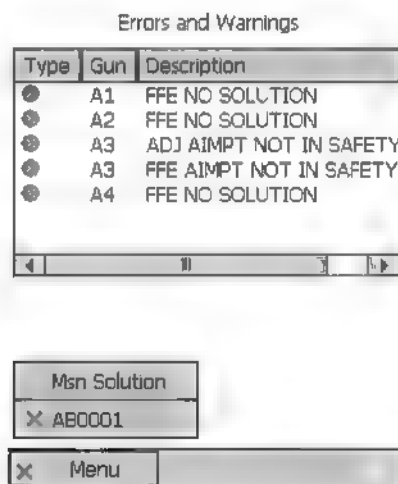 Errors and Warnings
Type Gun Description
A1 FFE NO SOLUTION
A2 FFE NO SOLUTION
A3 ADJ AIMPT NOT IN SAFETY
A3 FFE AIMPT NOT IN SAFETY
A4 FFE NO SOLUTION
Msn Solution
AB0001
Menu